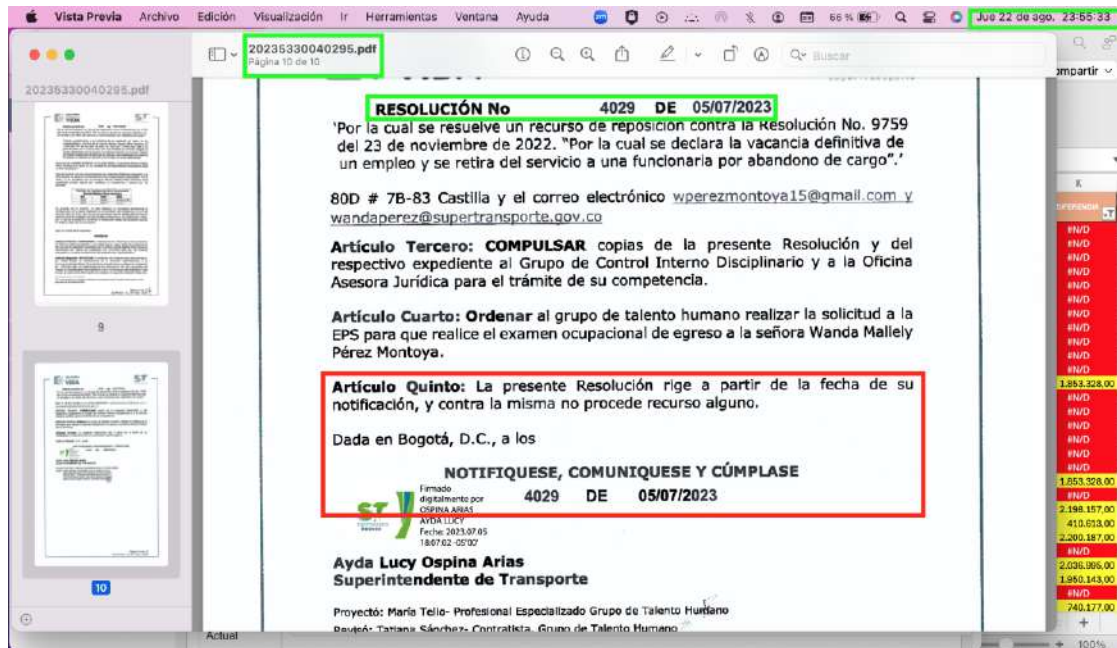 Vista Previa Archivo Edición Visualización Ir Herramientas Ventana Ayuda 66 % Jue 22 de ago. 23:55:33
20235330040295.pdf
Página 10 de 10
Buscar
compartir
20235330040295.pdf
9
10
RESOLUCIÓN No 4029 DE 05/07/2023
'Por la cual se resuelve un recurso de reposición contra la Resolución No. 9759
del 23 de noviembre de 2022. "Por la cual se declara la vacancia definitiva de
un empleo y se retira del servicio a una funcionaria por abandono de cargo".'
80D # 7B-83 Castilla y el correo electrónico wperezmontoya15@gmail.com y
wandaperez@supertransporte.gov.co
Artículo Tercero: COMPULSAR copias de la presente Resolución y del
respectivo expediente al Grupo de Control Interno Disciplinario y a la Oficina
Asesora Jurídica para el trámite de su competencia.
Artículo Cuarto: Ordenar al grupo de talento humano realizar la solicitud a la
EPS para que realice el examen ocupacional de egreso a la señora Wanda Mallely
Pérez Montoya.
Artículo Quinto: La presente Resolución rige a partir de la fecha de su
notificación, y contra la misma no procede recurso alguno.
Dada en Bogotá, D.C., a los
NOTIFIQUESE, COMUNIQUESE Y CÚMPLASE
4029 DE 05/07/2023
Firmado
digitalmente por
OSPINA ARIAS
AYDA LUCY
Fecha: 2023.07.05
18:07:02 -05'00'
Ayda Lucy Ospina Arias
Superintendente de Transporte
Proyectó: María Tello- Profesional Especializado Grupo de Talento Humano
Revisó: Tatiana Sánchez- Contratista. Grupo de Talento Humano
Actual
K
#N/D
#N/D
#N/D
#N/D
#N/D
#N/D
#N/D
#N/D
#N/D
#N/D
#N/D
1.853.328,00
#N/D
#N/D
#N/D
#N/D
#N/D
#N/D
1.853.328,00
#N/D
2.198.157,00
410.613,00
2.200.187,00
#N/D
2.036.995,00
1.950.143,00
#N/D
740.177,00
100%